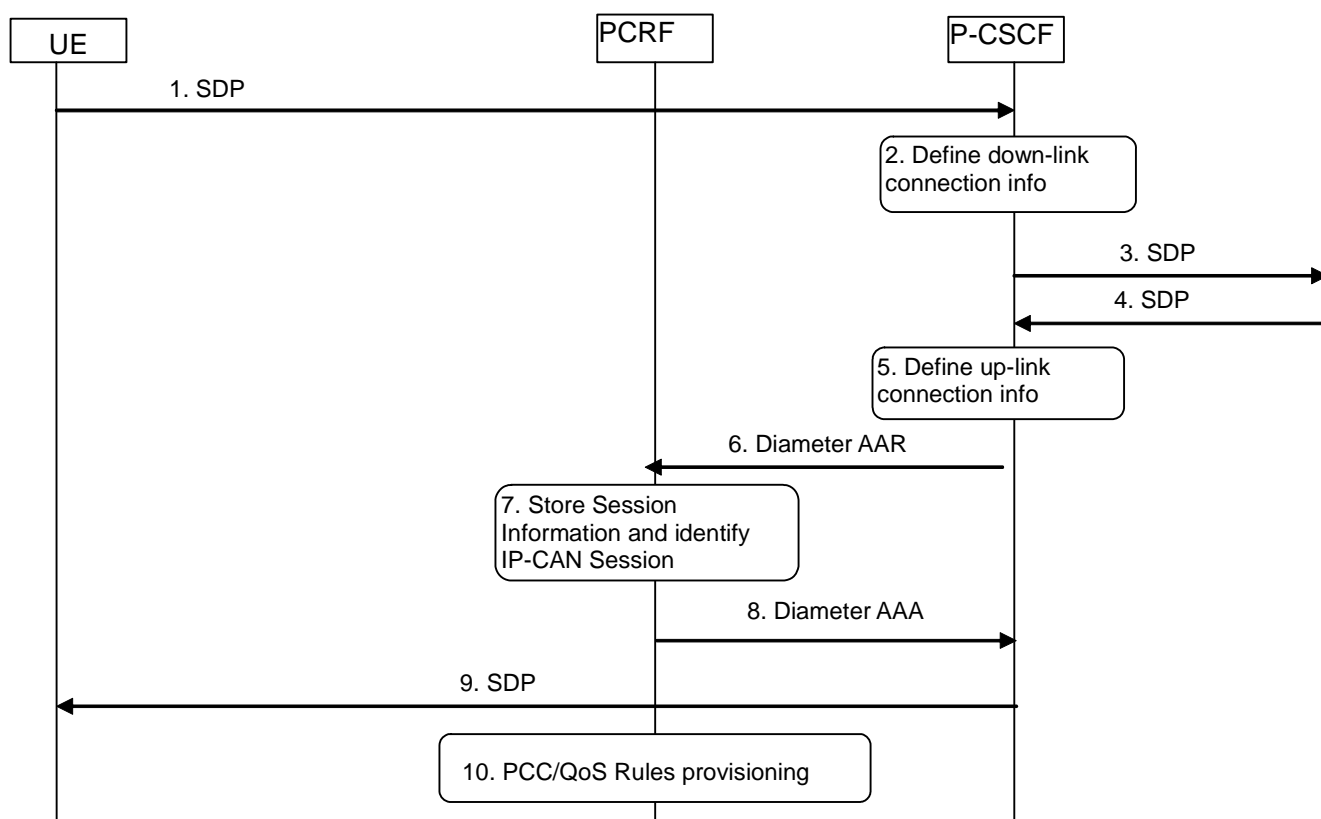 UE
PCRF
P-CSCF
1. SDP
2. Define down-link
connection info
3. SDP
4. SDP
5. Define up-link
connection info
6. Diameter AAR
7. Store Session
Information and identify
IP-CAN Session
8. Diameter AAA
9. SDP
10. PCC/QoS Rules provisioning